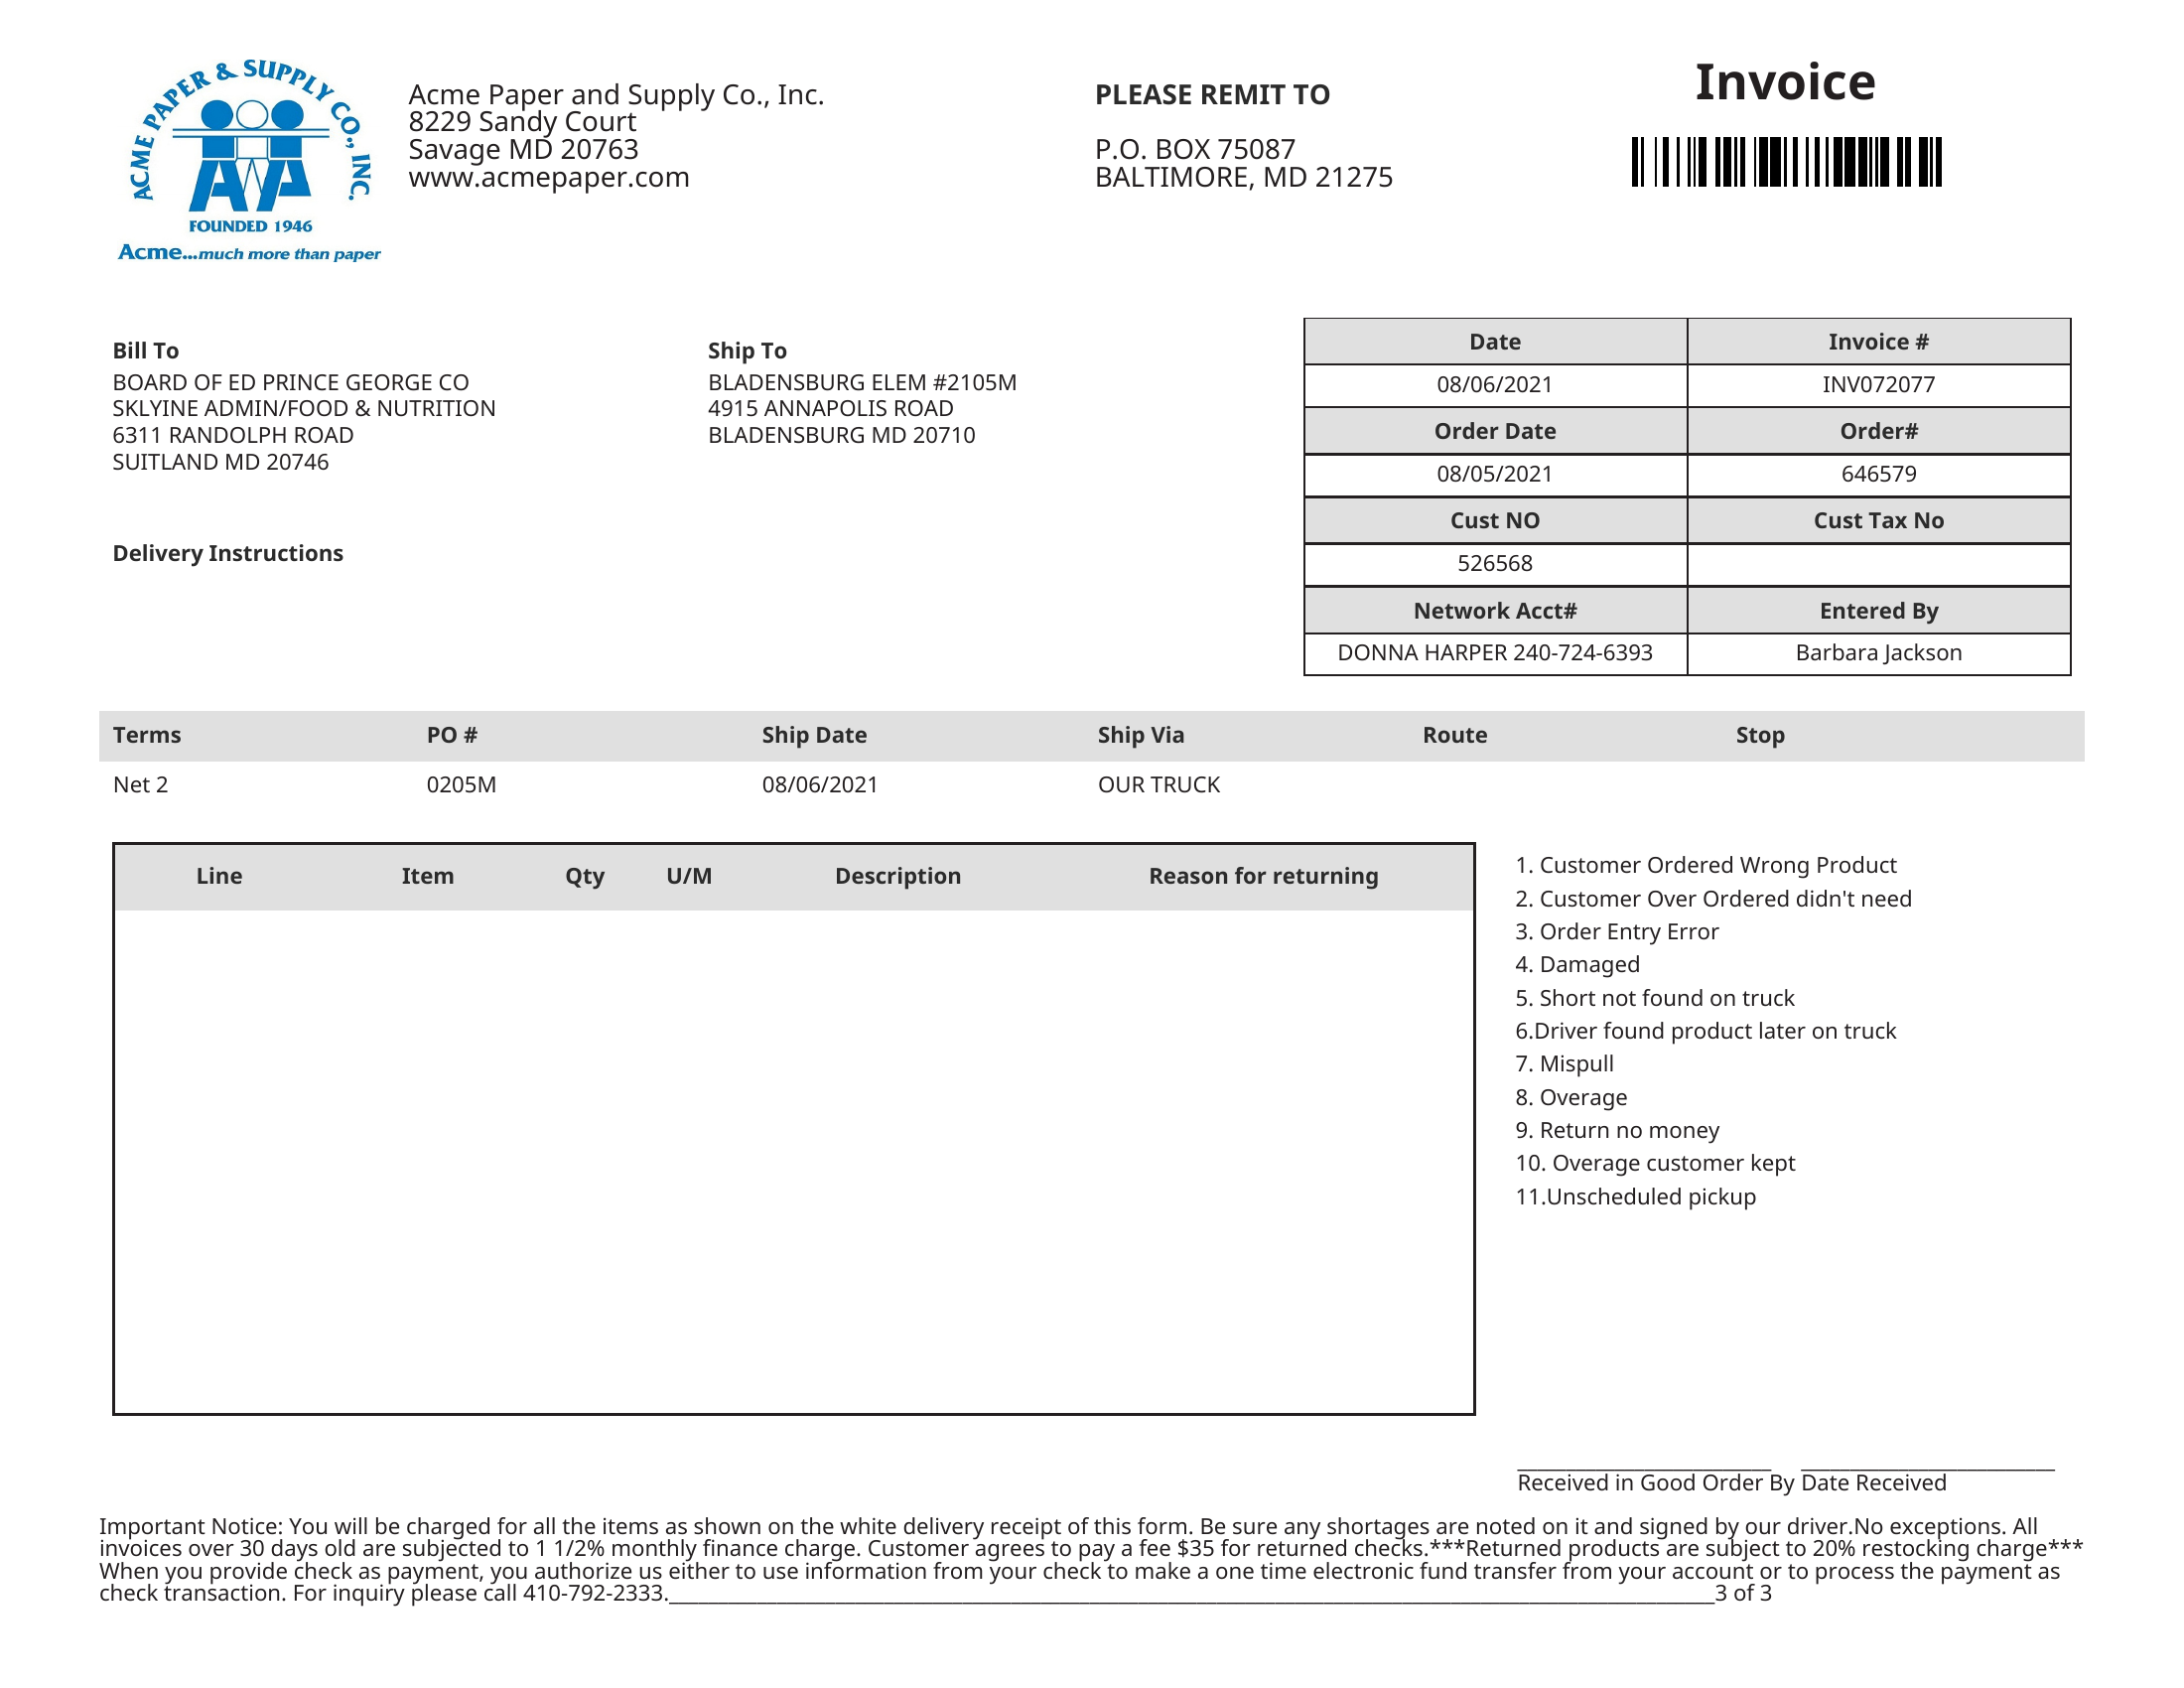 ACME PAPER & SUPPLY CO., INC.
FOUNDED 1946
Acme...much more than paper
Acme Paper and Supply Co., Inc.
8229 Sandy Court
Savage MD 20763
www.acmepaper.com
PLEASE REMIT TO
P.O. BOX 75087
BALTIMORE, MD 21275
Invoice
Bill To
BOARD OF ED PRINCE GEORGE CO
SKLYINE ADMIN/FOOD & NUTRITION
6311 RANDOLPH ROAD
SUITLAND MD 20746
Ship To
BLADENSBURG ELEM #2105M
4915 ANNAPOLIS ROAD
BLADENSBURG MD 20710
Delivery Instructions
Date Invoice #
08/06/2021 INV072077
Order Date Order#
08/05/2021 646579
Cust NO Cust Tax No
526568
Network Acct# Entered By
DONNA HARPER 240-724-6393 Barbara Jackson
Terms PO # Ship Date Ship Via Route Stop
Net 2 0205M 08/06/2021 OUR TRUCK
Line Item Qty U/M Description Reason for returning
1. Customer Ordered Wrong Product
2. Customer Over Ordered didn't need
3. Order Entry Error
4. Damaged
5. Short not found on truck
6.Driver found product later on truck
7. Mispull
8. Overage
9. Return no money
10. Overage customer kept
11.Unscheduled pickup
Received in Good Order By Date Received
Important Notice: You will be charged for all the items as shown on the white delivery receipt of this form. Be sure any shortages are noted on it and signed by our driver.No exceptions. All
invoices over 30 days old are subjected to 1 1/2% monthly finance charge. Customer agrees to pay a fee $35 for returned checks.***Returned products are subject to 20% restocking charge***
When you provide check as payment, you authorize us either to use information from your check to make a one time electronic fund transfer from your account or to process the payment as
check transaction. For inquiry please call 410-792-2333.____3 of 3